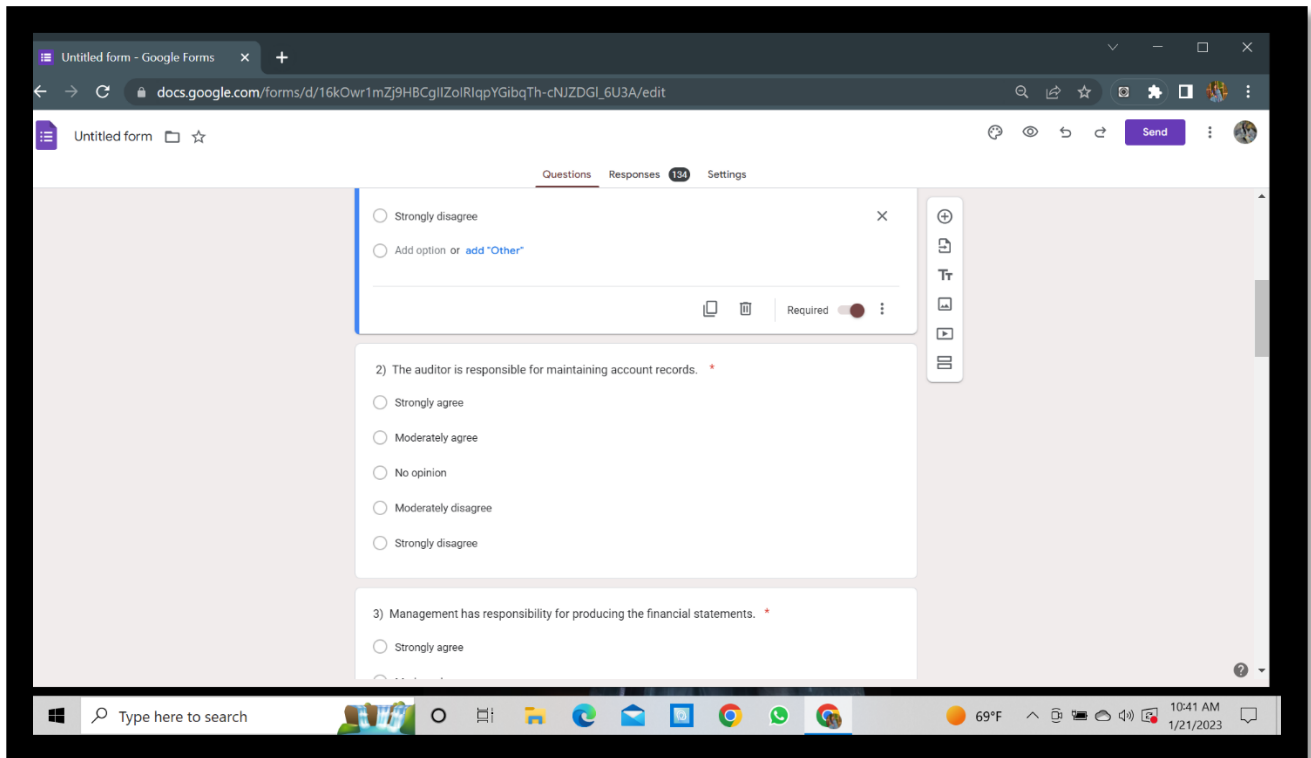 Untitled form - Google Forms
docs.google.com/forms/d/16kOwr1mZj9HBCgIIZoIRIqpYGibqTh-cNJZDGl_6U3A/edit
Untitled form
Send
Questions Responses 134 Settings
Strongly disagree
Add option or add "Other"
Required
2) The auditor is responsible for maintaining account records. *
Strongly agree
Moderately agree
No opinion
Moderately disagree
Strongly disagree
3) Management has responsibility for producing the financial statements. *
Strongly agree
Type here to search
69°F
10:41 AM
1/21/2023